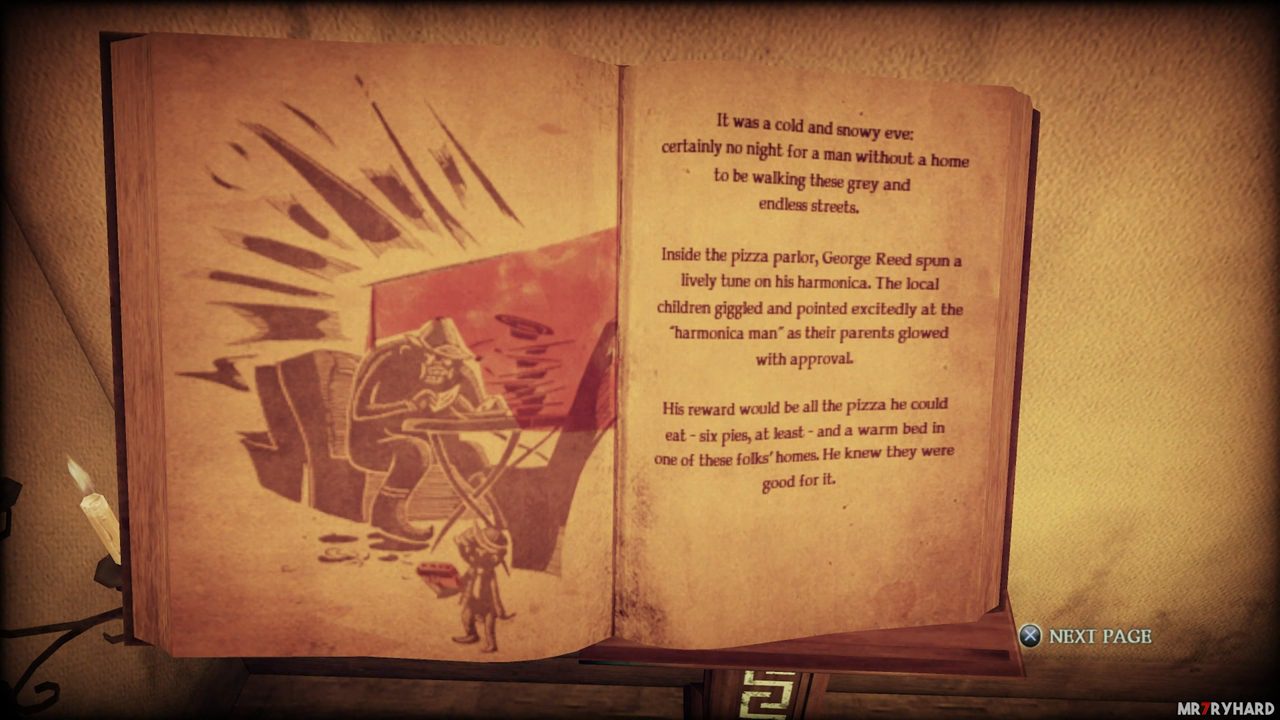 It was a cold and snowy eve:
certainly no night for a man without a home
to be walking these grey and
endless streets.
Inside the pizza parlor, George Reed spun a
lively tune on his harmonica. The local
children giggled and pointed excitedly at the
"harmonica man" as their parents glowed
with approval.
His reward would be all the pizza he could
eat - six pies, at least - and a warm bed in
one of these folks' homes. He knew they were
good for it.
NEXT PAGE
MR7RYHARD